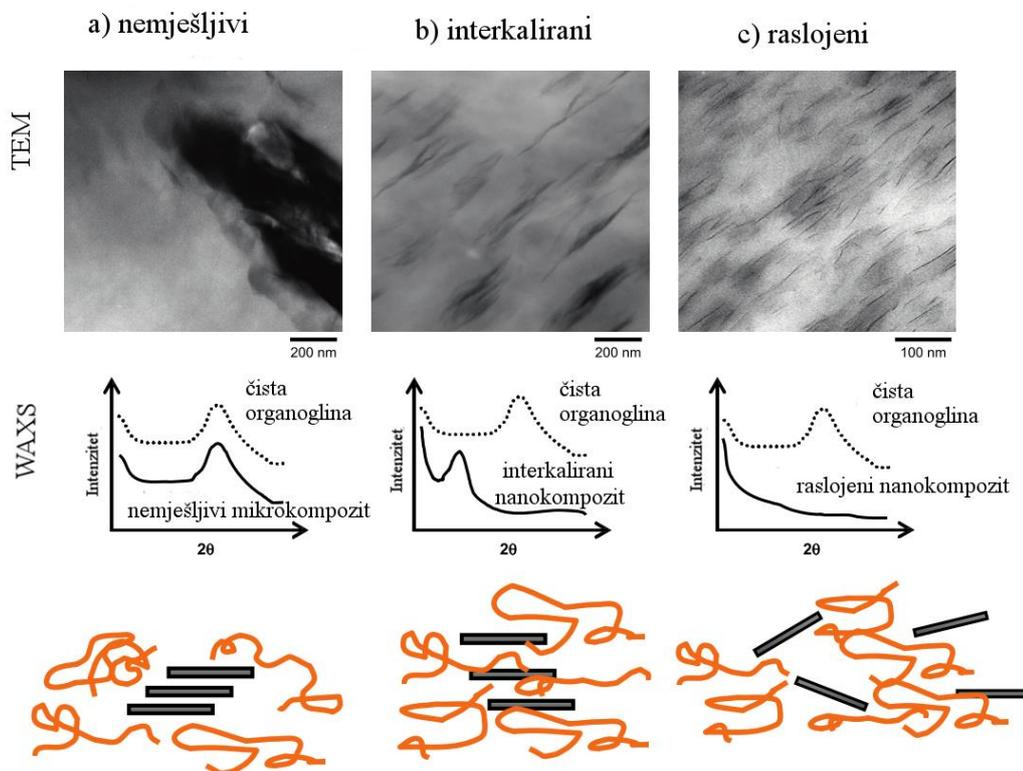 a) nemješljivi
b) interkalirani
c) raslojeni
TEM
200 nm
200 nm
100 nm
WAXS
Intenzitet
čista
organoglina
nemješljivi mikrokompozit
2θ
Intenzitet
čista
organoglina
interkalirani
nanokompozit
2θ
Intenzitet
čista
organoglina
raslojeni nanokompozit
2θ